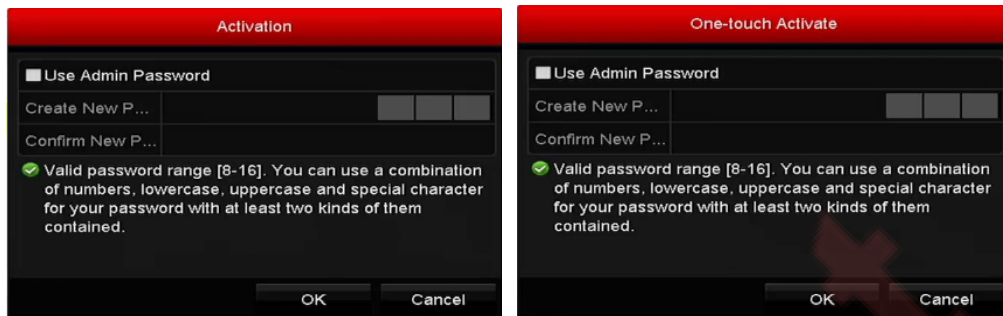 Activation
Use Admin Password
Create New P...
Confirm New P...
Valid password range [8-16]. You can use a combination
of numbers, lowercase, uppercase and special character
for your password with at least two kinds of them
contained.
OK Cancel
One-touch Activate
Use Admin Password
Create New P...
Confirm New P...
Valid password range [8-16]. You can use a combination
of numbers, lowercase, uppercase and special character
for your password with at least two kinds of them
contained.
OK Cancel